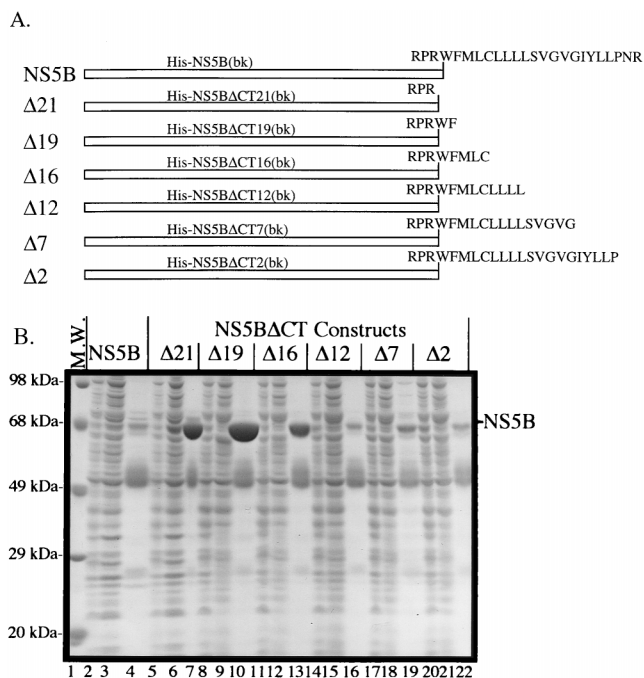 A.
His-NS5B(bk)
RPRWFMLCLLLLSVGVGIYLLPNR
NS5B
His-NS5BΔCT21(bk)
RPR
Δ21
His-NS5BΔCT19(bk)
RPRWF
Δ19
His-NS5BΔCT16(bk)
RPRWFMLC
Δ16
His-NS5BΔCT12(bk)
RPRWFMLCLLLL
Δ12
His-NS5BΔCT7(bk)
RPRWFMLCLLLLSVGVG
Δ7
His-NS5BΔCT2(bk)
RPRWFMLCLLLLSVGVGIYLLP
Δ2
B.
M.W.
NS5BΔCT Constructs
NS5B Δ21 Δ19 Δ16 Δ12 Δ7 Δ2
98 kDa-
68 kDa-
NS5B
49 kDa-
29 kDa-
20 kDa-
1 2 3 4 5 6 7 8 9 10 11 12 13 14 15 16 17 18 19 20 21 22